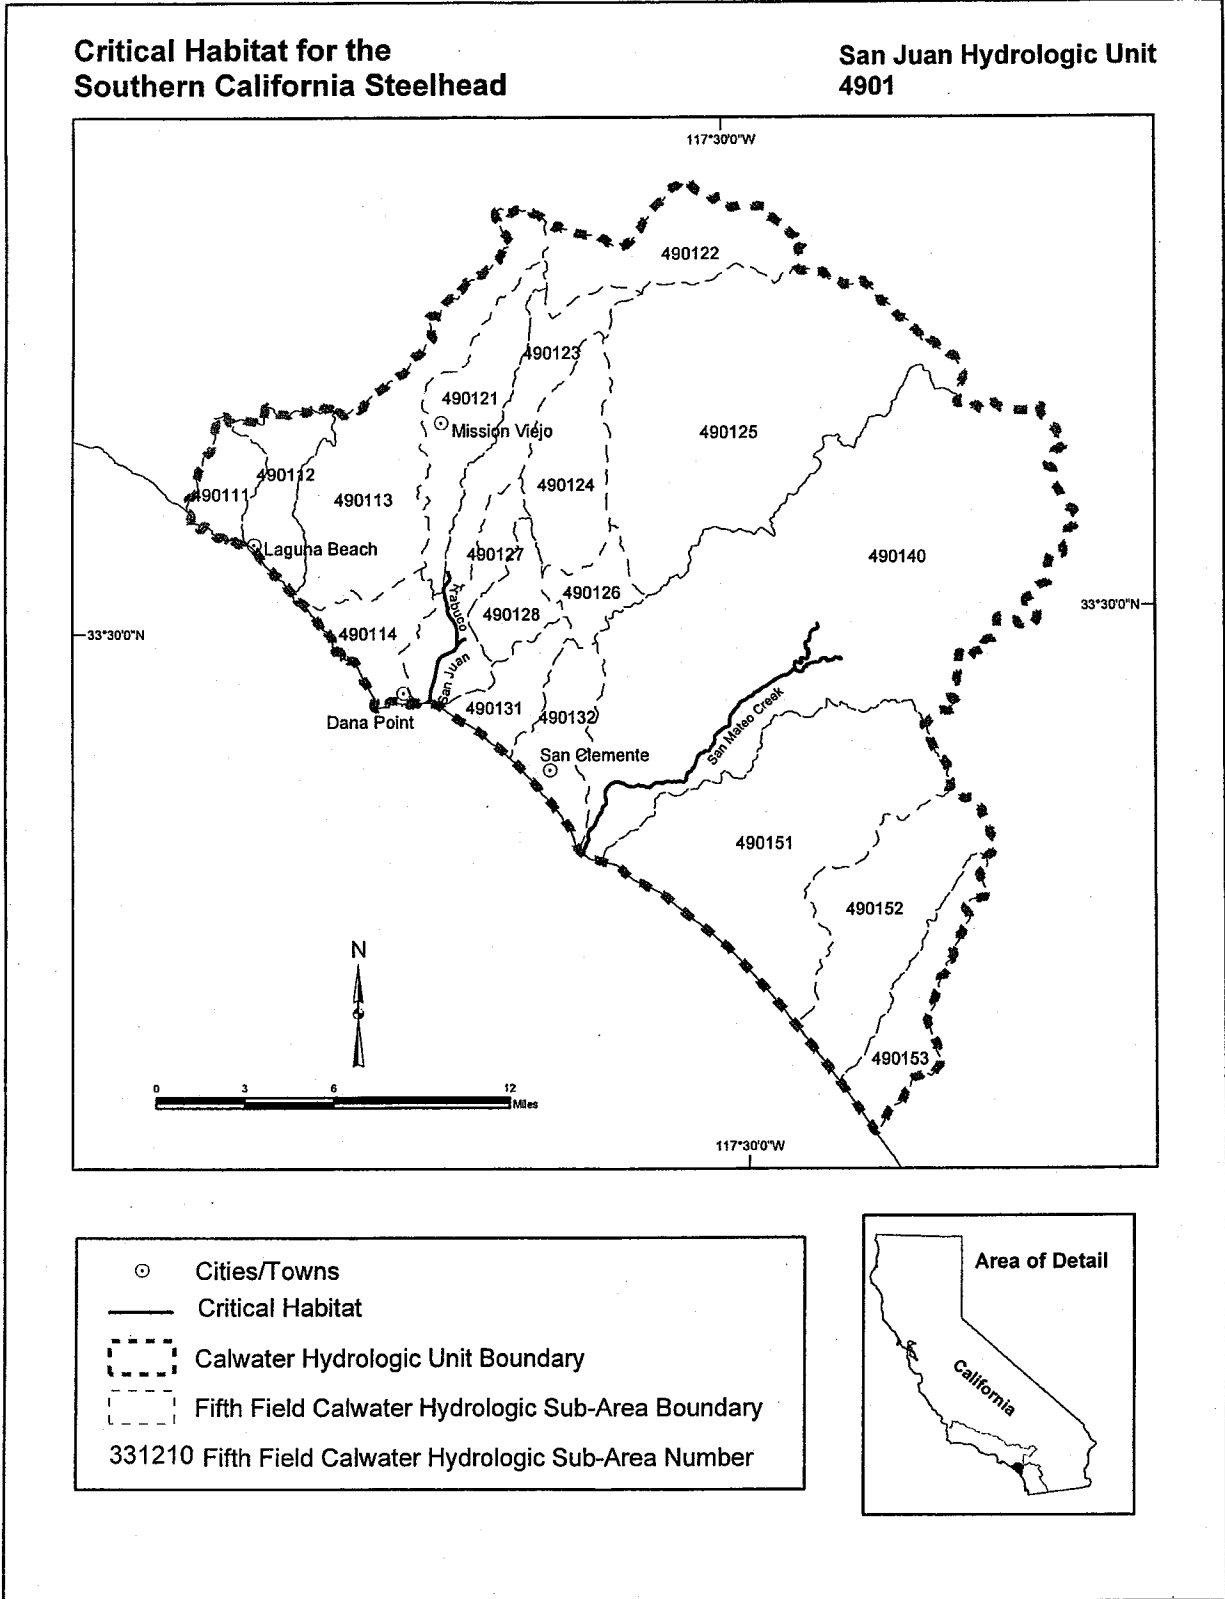 Critical Habitat for the
Southern California Steelhead
San Juan Hydrologic Unit
4901
117°30'0"W
490122
490123
490121
Mission Viejo
490125
490112
490111
490113
490124
Laguna Beach
490127
490140
490126
Trabuco
490128
33°30'0"N
33°30'0"N
490114
San Juan
490131
490132
Dana Point
San Mateo Creek
San Clemente
490151
490152
N
490153
0 3 6 12
Miles
117°30'0"W
Cities/Towns
Critical Habitat
Calwater Hydrologic Unit Boundary
Fifth Field Calwater Hydrologic Sub-Area Boundary
331210 Fifth Field Calwater Hydrologic Sub-Area Number
Area of Detail
California